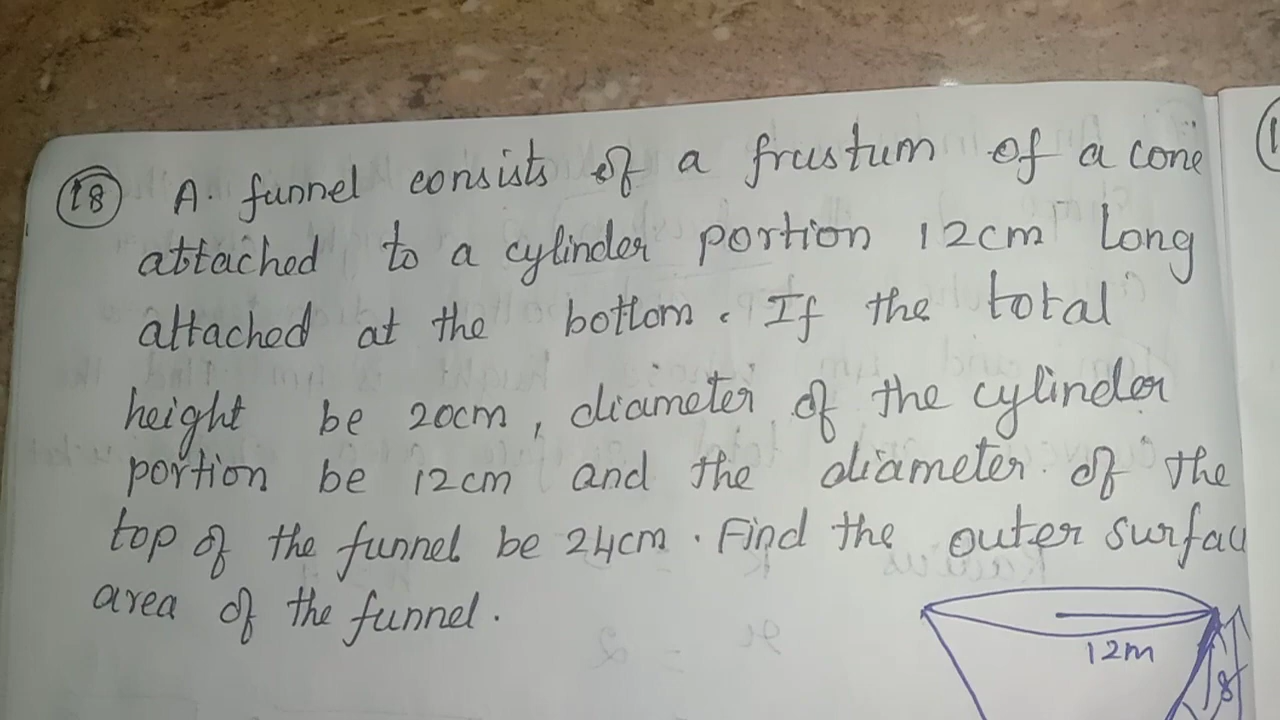 18 A. funnel consists of a frustum of a cone
attached to a cylinder portion 12cm long
attached at the bottom. If the total
height be 20cm, diameter of the cylinder
portion be 12cm and the diameter of the
top of the funnel be 24cm. Find the outer surfac
area of the funnel.
12m
8